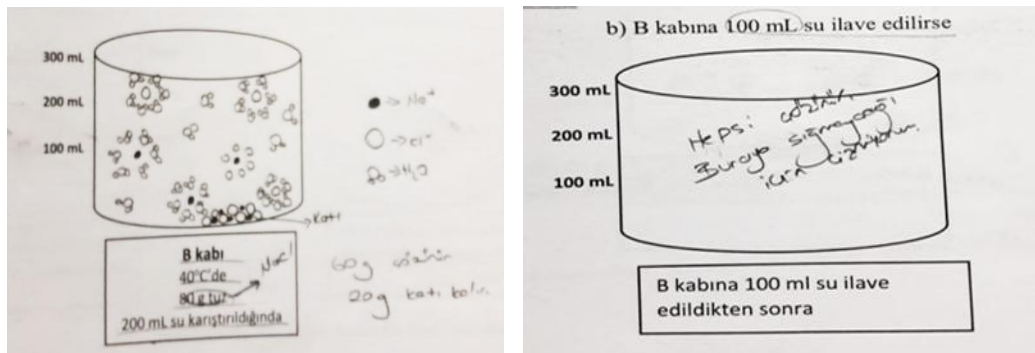 300 mL
200 mL
100 mL
→ Na⁺
→ Cl⁻
→ H₂O
Katı
B kabı
40°C'de
80 g tuz → NaCl
200 mL su karıştırıldığında
60g çözünür
20g katı kalır.
b) B kabına 100 mL su ilave edilirse
300 mL
200 mL
100 mL
Hepsi çözünür.
Buraya sığmayacağı
için çizmiyorum.
B kabına 100 ml su ilave
edildikten sonra